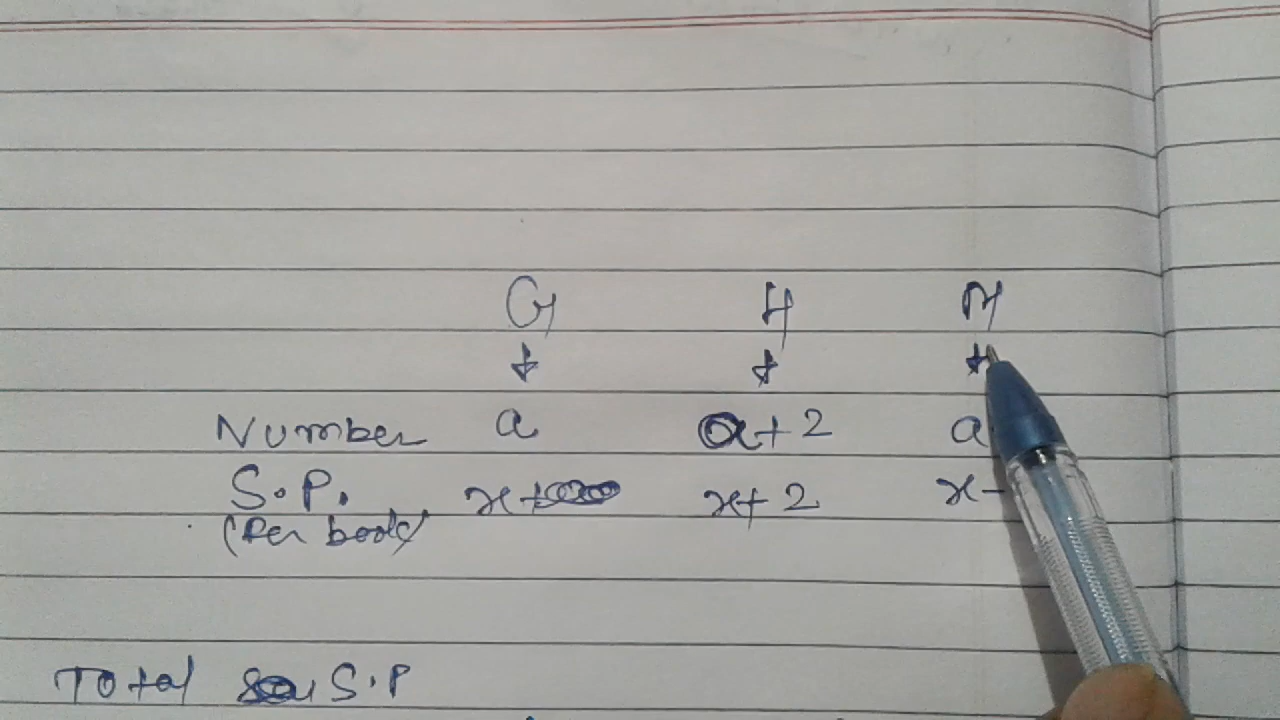 G H M
Number a a+2 a
S.P. x+ x+2 x-
(Per book)
Total S.P